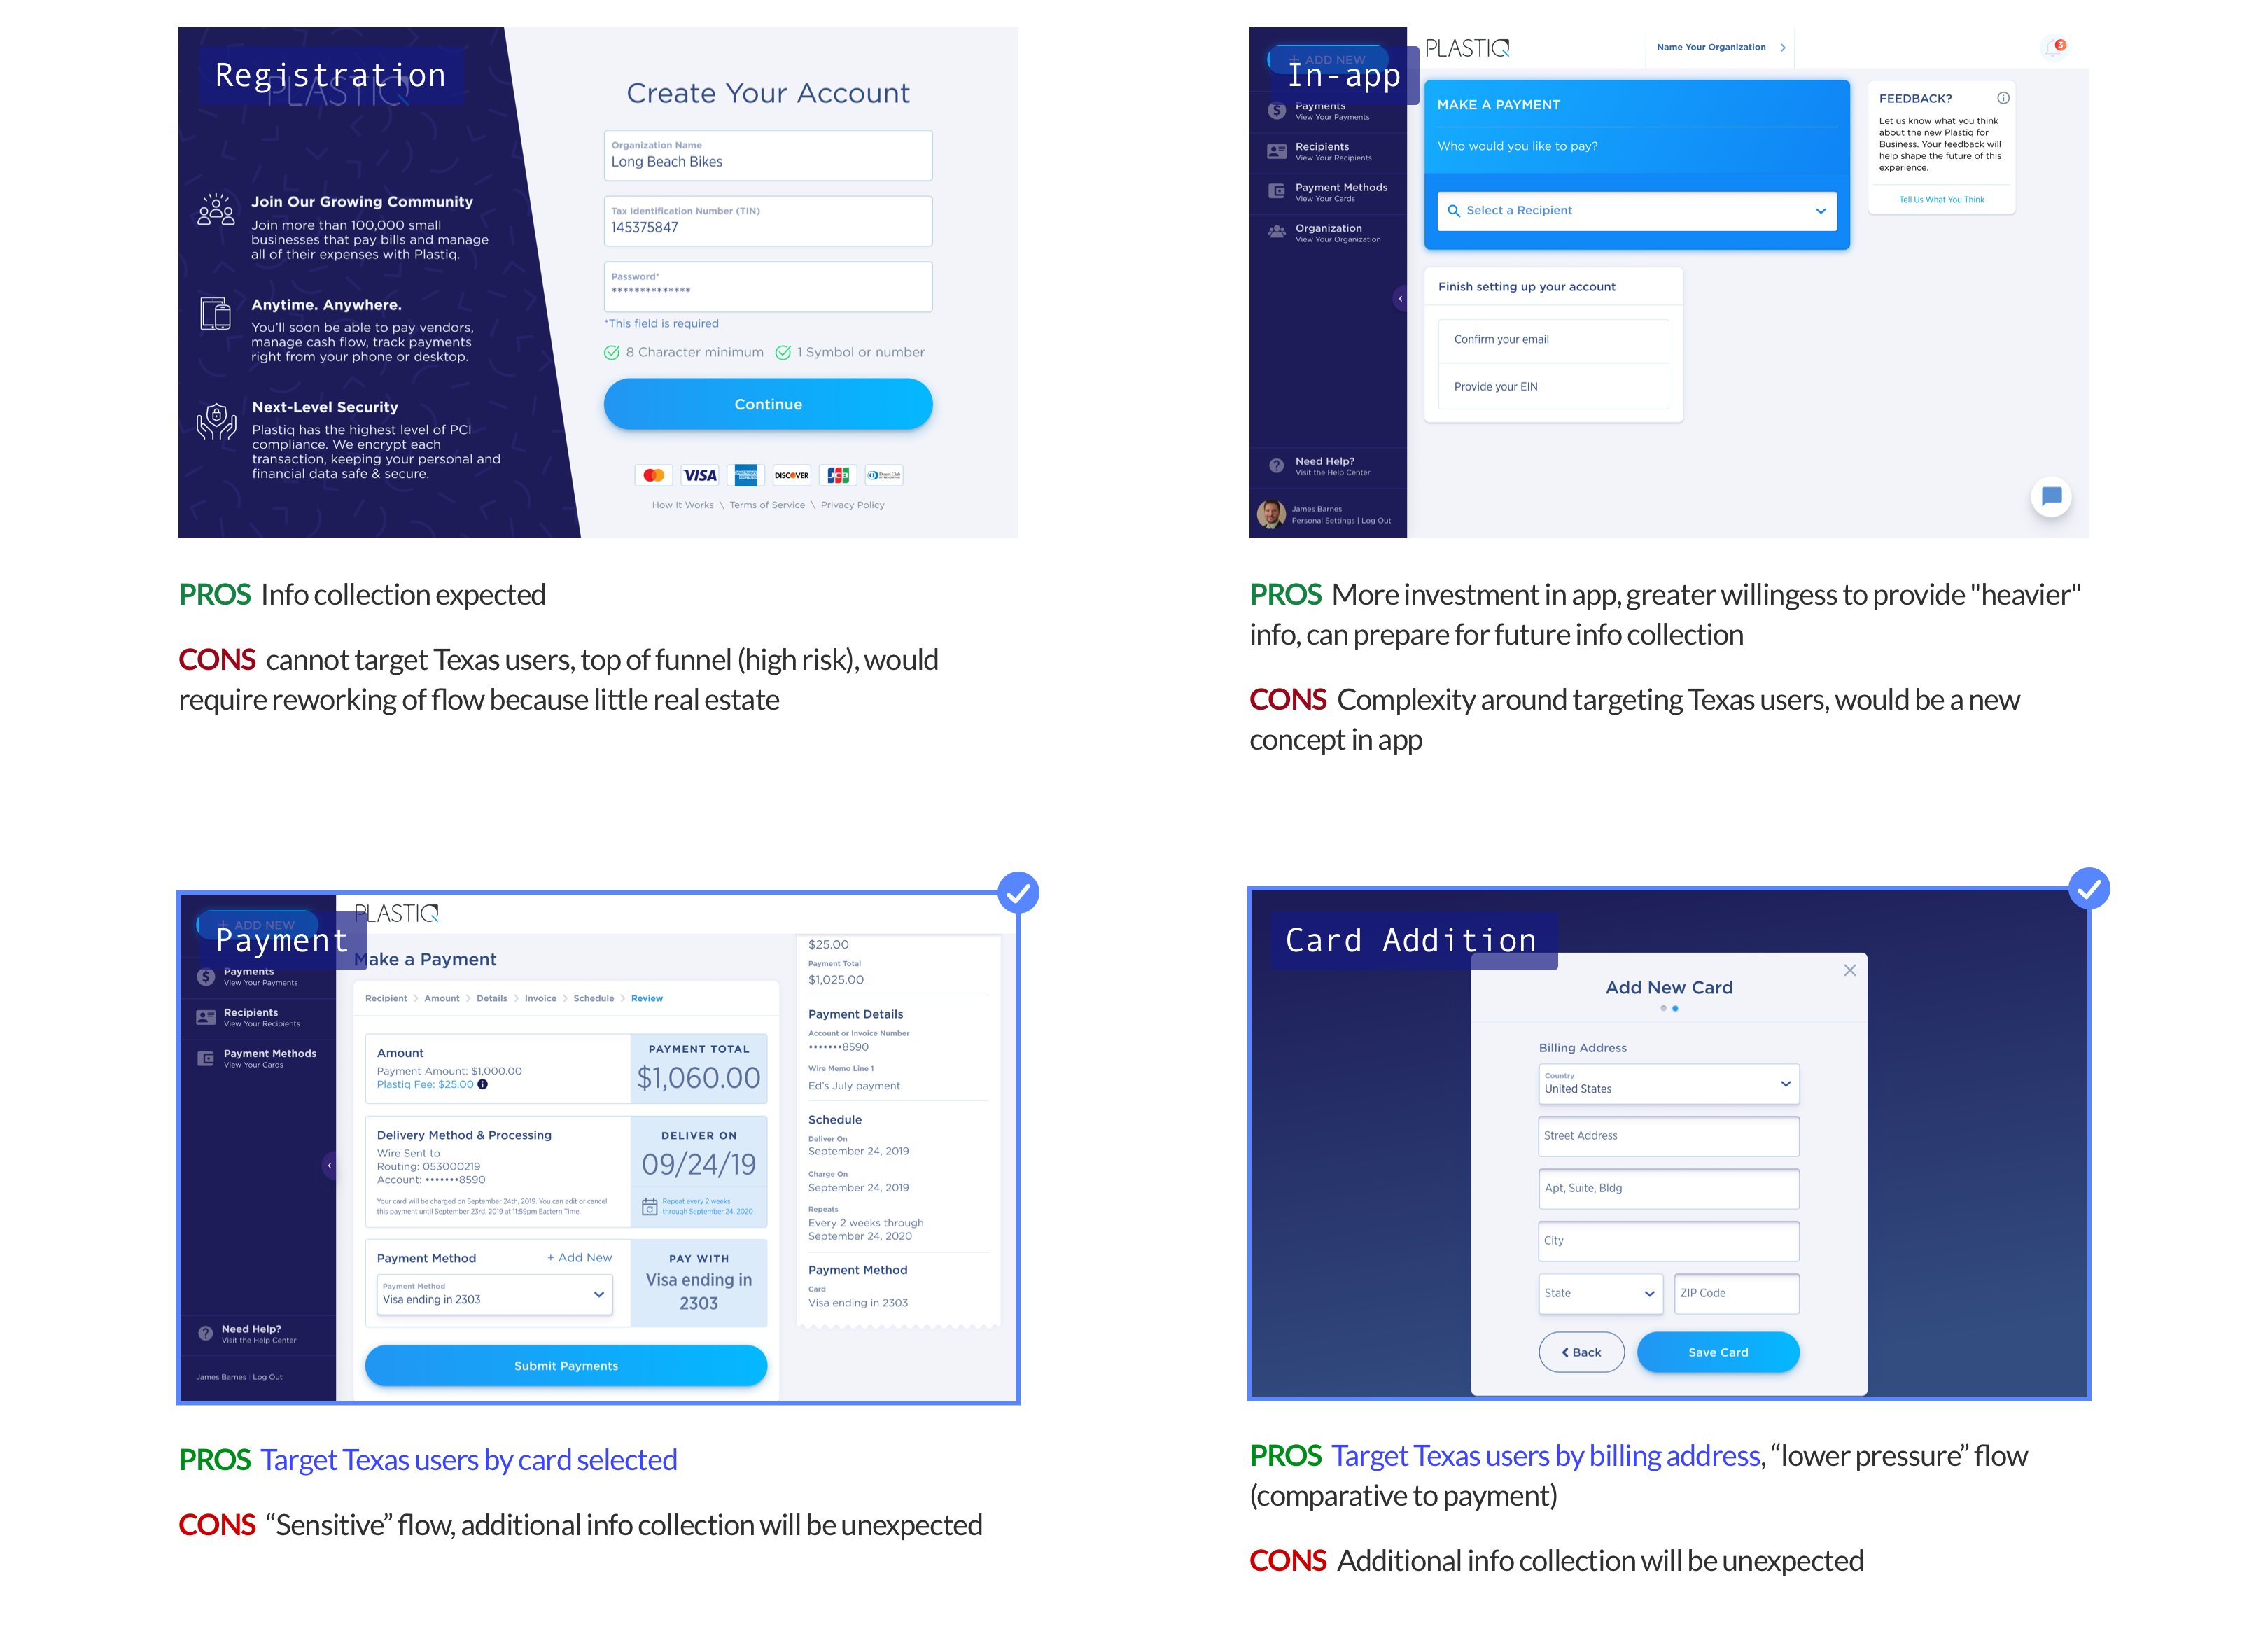 Registration
PLASTIQ
Join Our Growing Community
Join more than 100,000 small
businesses that pay bills and manage
all of their expenses with Plastiq.
Anytime. Anywhere.
You'll soon be able to pay vendors,
manage cash flow, track payments
right from your phone or desktop.
Next-Level Security
Plastiq has the highest level of PCI
compliance. We encrypt each
transaction, keeping your personal and
financial data safe & secure.
Create Your Account
Organization Name
Long Beach Bikes
Tax Identification Number (TIN)
145375847
Password*
**************
*This field is required
8 Character minimum 1 Symbol or number
Continue
VISA DISCOVER JCB
How It Works \ Terms of Service \ Privacy Policy
PROS Info collection expected
CONS cannot target Texas users, top of funnel (high risk), would
require reworking of flow because little real estate
In-app
+ ADD NEW
Payments
View Your Payments
Recipients
View Your Recipients
Payment Methods
View Your Cards
Organization
View Your Organization
Need Help?
Visit the Help Center
James Barnes
Personal Settings | Log Out
PLASTIQ
Name Your Organization
3
MAKE A PAYMENT
Who would you like to pay?
Select a Recipient
Finish setting up your account
Confirm your email
Provide your EIN
FEEDBACK?
Let us know what you think
about the new Plastiq for
Business. Your feedback will
help shape the future of this
experience.
Tell Us What You Think
PROS More investment in app, greater willingess to provide "heavier"
info, can prepare for future info collection
CONS Complexity around targeting Texas users, would be a new
concept in app
Payment
+ ADD NEW
Payments
View Your Payments
Recipients
View Your Recipients
Payment Methods
View Your Cards
Need Help?
Visit the Help Center
James Barnes | Log Out
PLASTIQ
Make a Payment
Recipient > Amount > Details > Invoice > Schedule > Review
Amount
Payment Amount: $1,000.00
Plastiq Fee: $25.00
PAYMENT TOTAL
$1,060.00
Delivery Method & Processing
Wire Sent to
Routing: 053000219
Account: •••••••8590
Your card will be charged on September 24th, 2019. You can edit or cancel
this payment until September 23rd, 2019 at 11:59pm Eastern Time.
DELIVER ON
09/24/19
Repeat every 2 weeks
through September 24, 2020
Payment Method + Add New
Payment Method
Visa ending in 2303
PAY WITH
Visa ending in
2303
Submit Payments
$25.00
Payment Total
$1,025.00
Payment Details
Account or Invoice Number
•••••••8590
Wire Memo Line 1
Ed's July payment
Schedule
Deliver On
September 24, 2019
Charge On
September 24, 2019
Repeats
Every 2 weeks through
September 24, 2020
Payment Method
Card
Visa ending in 2303
PROS Target Texas users by card selected
CONS “Sensitive” flow, additional info collection will be unexpected
Card Addition
Add New Card
Billing Address
Country
United States
Street Address
Apt, Suite, Bldg
City
State
ZIP Code
Back
Save Card
PROS Target Texas users by billing address, “lower pressure” flow
(comparative to payment)
CONS Additional info collection will be unexpected